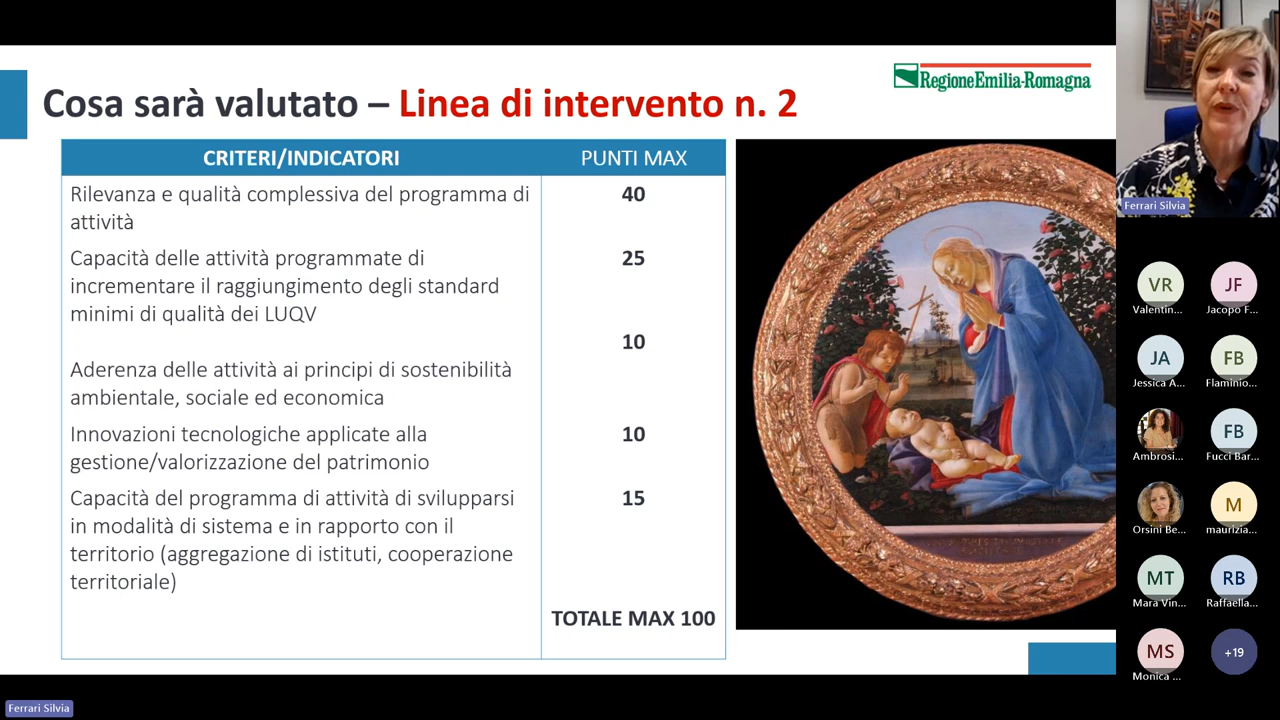 RegioneEmilia-Romagna
Cosa sarà valutato – Linea di intervento n. 2
CRITERI/INDICATORI PUNTI MAX
Rilevanza e qualità complessiva del programma di 40
attività
Capacità delle attività programmate di 25
incrementare il raggiungimento degli standard
minimi di qualità dei LUQV
10
Aderenza delle attività ai principi di sostenibilità
ambientale, sociale ed economica
Innovazioni tecnologiche applicate alla 10
gestione/valorizzazione del patrimonio
Capacità del programma di attività di svilupparsi 15
in modalità di sistema e in rapporto con il
territorio (aggregazione di istituti, cooperazione
territoriale)
TOTALE MAX 100
Ferrari Silvia
VR JF
Valentin... Jacopo F...
JA FB
Jessica A... Flaminio...
FB
Ambrosi... Fucci Bar...
M
Orsini Be... maurizia...
MT RB
Mara Vin... Raffaella...
MS +19
Monica ...
Ferrari Silvia